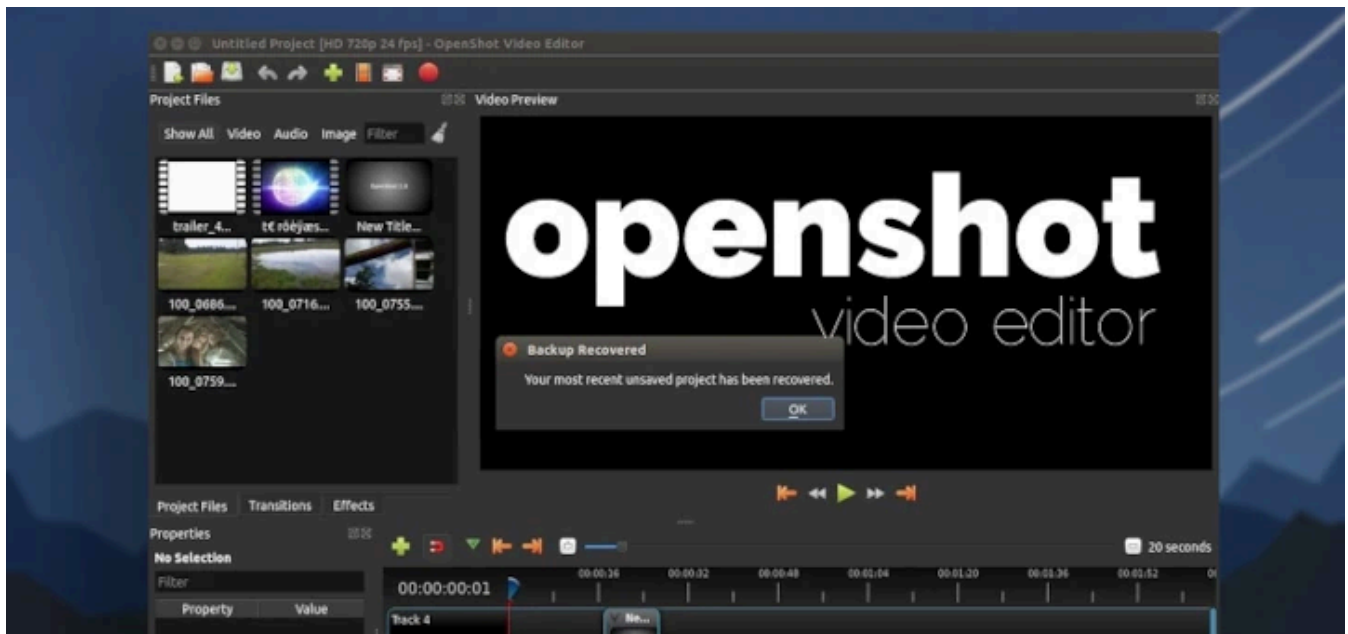 Untitled Project [HD 720p 24 fps] - OpenShot Video Editor
Project Files
Video Preview
Show All Video Audio Image Filter
OpenShot 2.0
trailer_4... t€ röéjíæs... New Title...
100_0686.... 100_0716.... 100_0755....
100_0759....
openshot
video editor
Backup Recovered
Your most recent unsaved project has been recovered.
OK
Project Files Transitions Effects
Properties
No Selection
Filter
Property Value
20 seconds
00:00:00:01
00:00:16 00:00:32 00:00:48 00:01:04 00:01:20 00:01:36 00:01:52
Track 4
Ne...